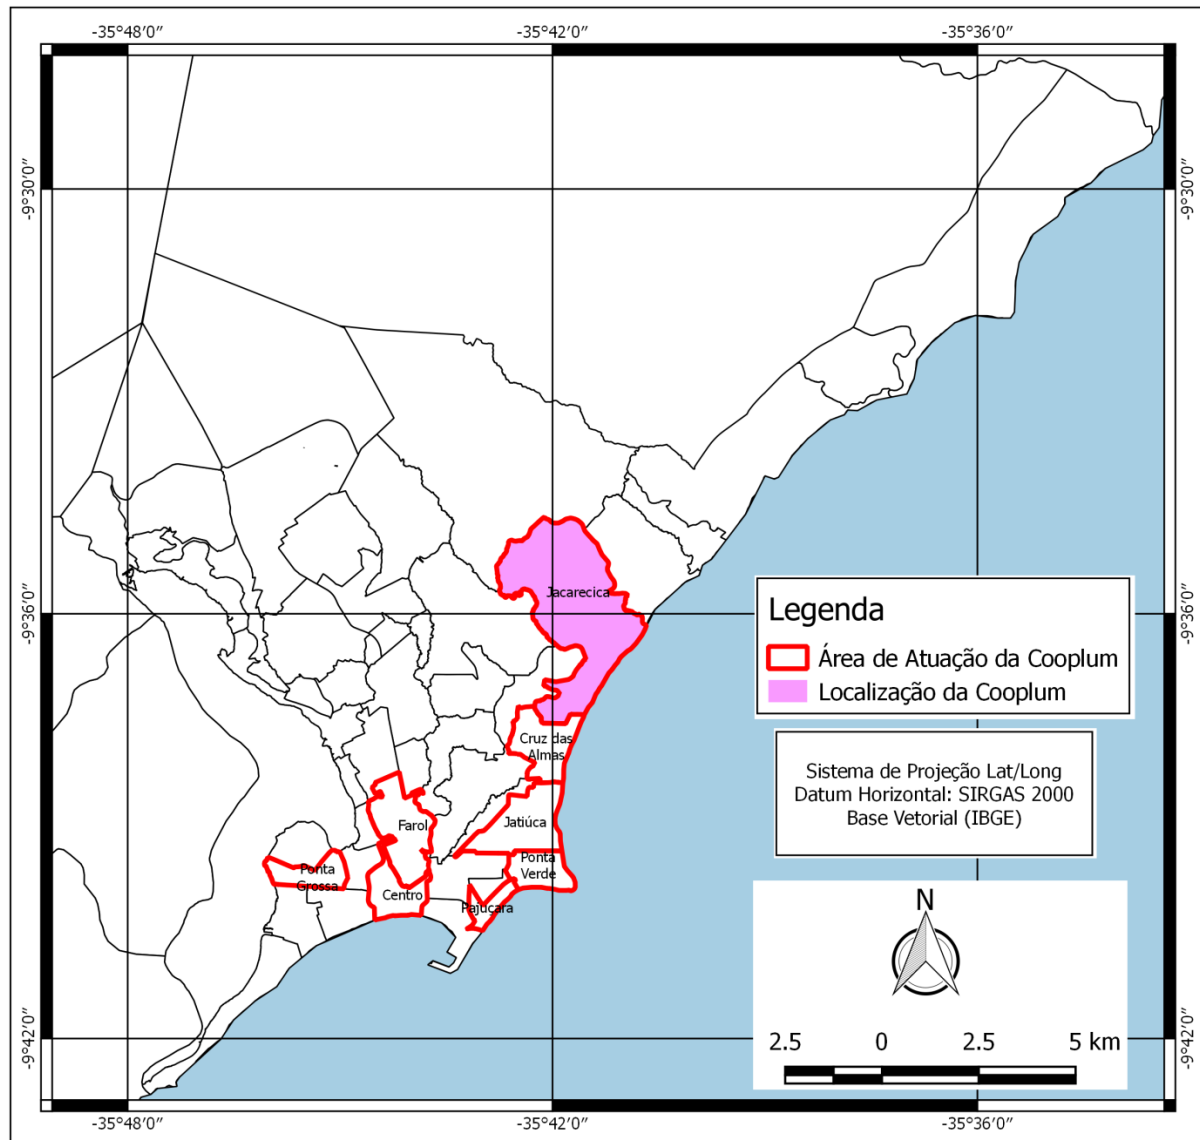 -35°48′0″
-35°42′0″
-35°36′0″
-9°30′0″
-9°30′0″
Jacarecica
-9°36′0″
-9°36′0″
Legenda
Área de Atuação da Cooplum
Localização da Cooplum
Cruz das
Almas
Sistema de Projeção Lat/Long
Datum Horizontal: SIRGAS 2000
Base Vetorial (IBGE)
Farol
Jatiúca
Ponta
Verde
Ponta
Grossa
Centro
Pajuçara
N
2.5 0 2.5 5 km
-9°42′0″
-9°42′0″
-35°48′0″
-35°42′0″
-35°36′0″